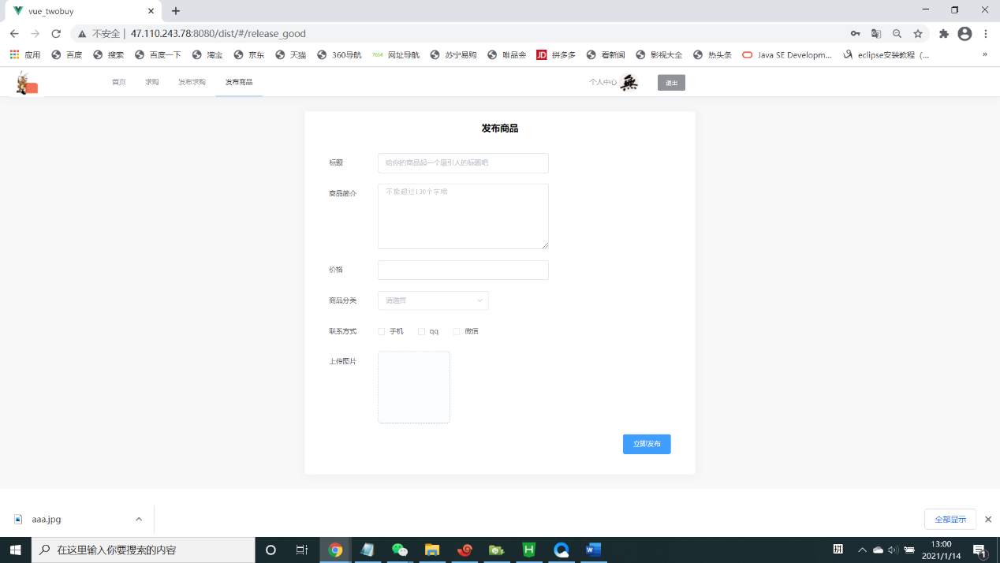 vue_twobuy
不安全 | 47.110.243.78:8080/dist/#/release_good
应用 百度 搜索 百度一下 淘宝 京东 天猫 360导航 7654 网址导航 苏宁易购 唯品会 JD 拼多多 看新闻 影视大全 热头条 Java SE Developm... eclipse安装教程（... »
首页 求购 发布求购 发布商品 个人中心 無 退出
发布商品
标题 给你的商品起一个吸引人的标题吧
商品简介 不能超过130个字哦
价格
商品分类 请选择
联系方式 手机 qq 微信
上传图片
立即发布
aaa.jpg 全部显示
在这里输入你要搜索的内容 拼 13:00
2021/1/14 1